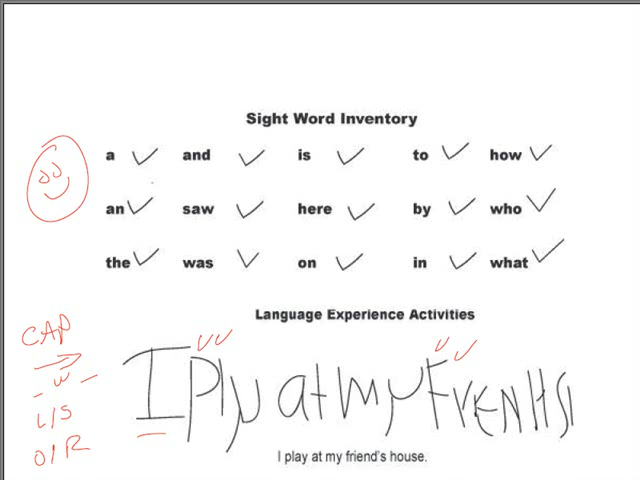 Sight Word Inventory
a and is to how
an saw here by who
the was on in what
Language Experience Activities
CAP
w
L/S
O/R
I Plu at my FrENHs
I play at my friend's house.